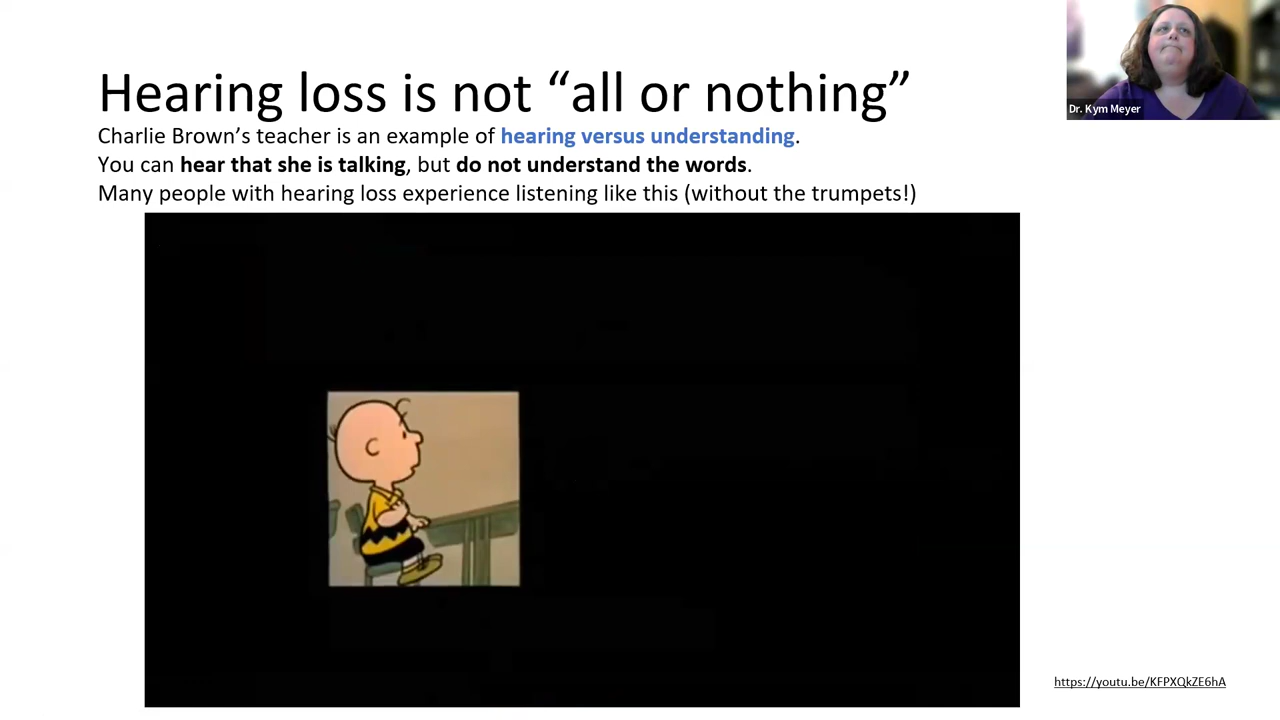 Hearing loss is not “all or nothing”
Charlie Brown’s teacher is an example of hearing versus understanding.
You can hear that she is talking, but do not understand the words.
Many people with hearing loss experience listening like this (without the trumpets!)
Dr. Kym Meyer
https://youtu.be/KFPXQkZE6hA